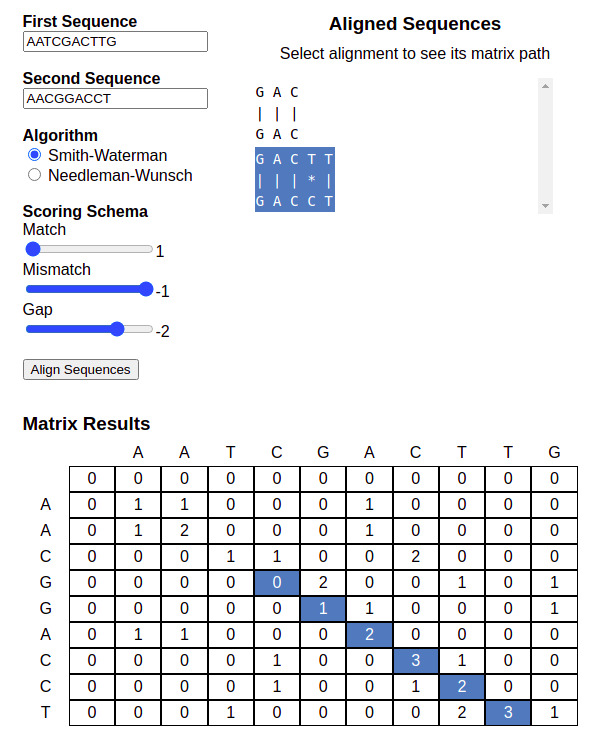 First Sequence
AATCGACTTG
Second Sequence
AACGGACCT
Algorithm
Smith-Waterman
Needleman-Wunsch
Scoring Schema
Match
1
Mismatch
-1
Gap
-2
Align Sequences
Aligned Sequences
Select alignment to see its matrix path
G A C
| | |
G A C
G A C T T
| | | * |
G A C C T
Matrix Results
A A T C G A C T T G
0 0 0 0 0 0 0 0 0 0 0
A 0 1 1 0 0 0 1 0 0 0 0
A 0 1 2 0 0 0 1 0 0 0 0
C 0 0 0 1 1 0 0 2 0 0 0
G 0 0 0 0 0 2 0 0 1 0 1
G 0 0 0 0 0 1 1 0 0 0 1
A 0 1 1 0 0 0 2 0 0 0 0
C 0 0 0 0 1 0 0 3 1 0 0
C 0 0 0 0 1 0 0 1 2 0 0
T 0 0 0 1 0 0 0 0 2 3 1